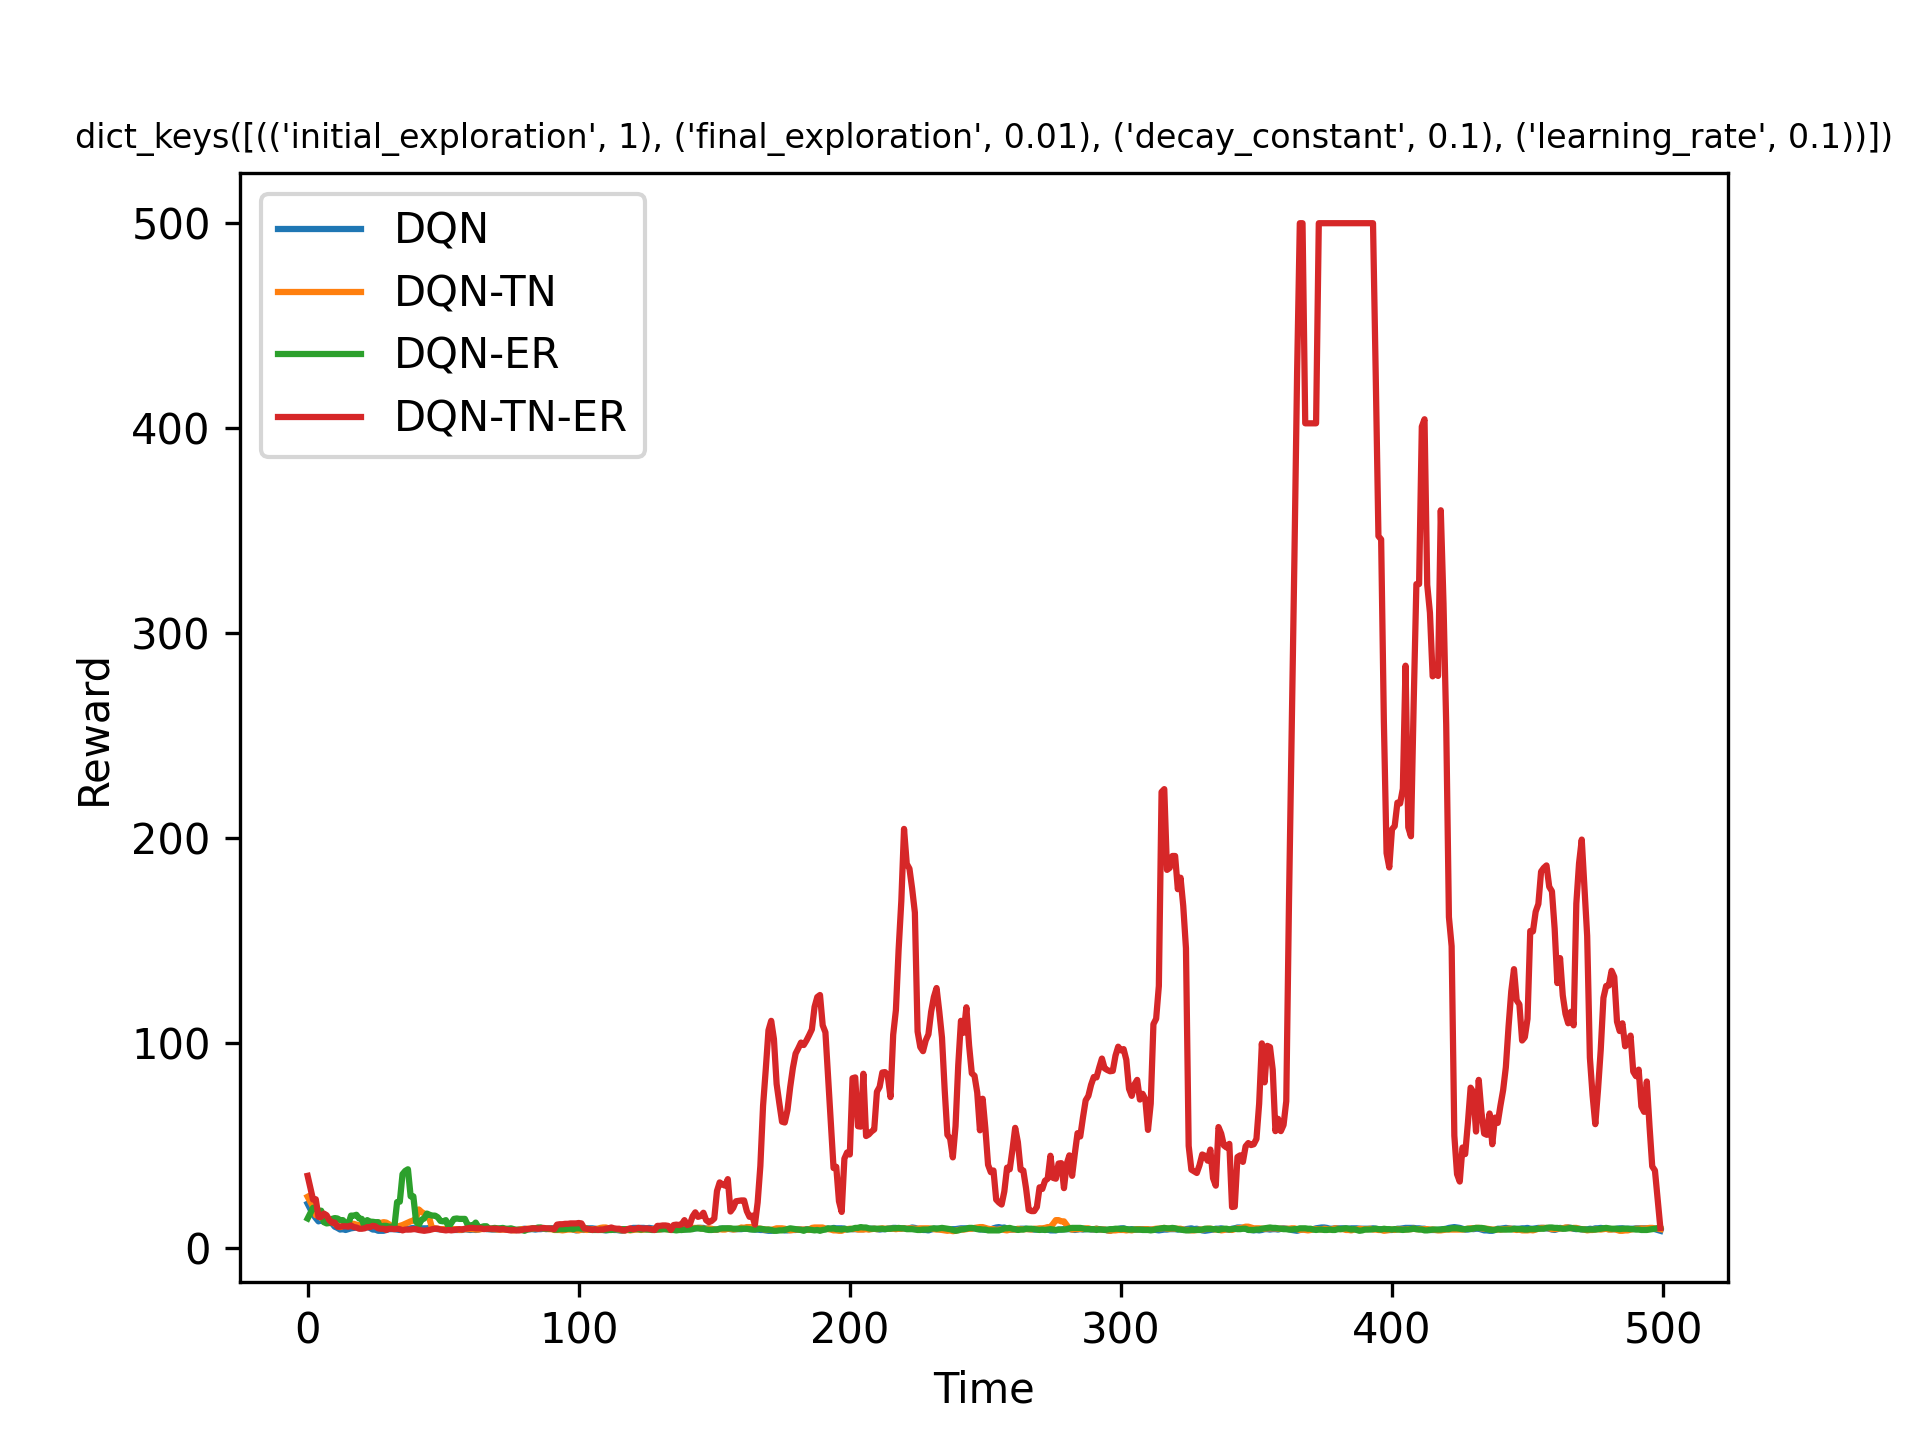 dict_keys([(('initial_exploration', 1), ('final_exploration', 0.01), ('decay_constant', 0.1), ('learning_rate', 0.1))])
DQN
DQN-TN
DQN-ER
DQN-TN-ER
500
400
300
200
100
0
Reward
0 100 200 300 400 500
Time